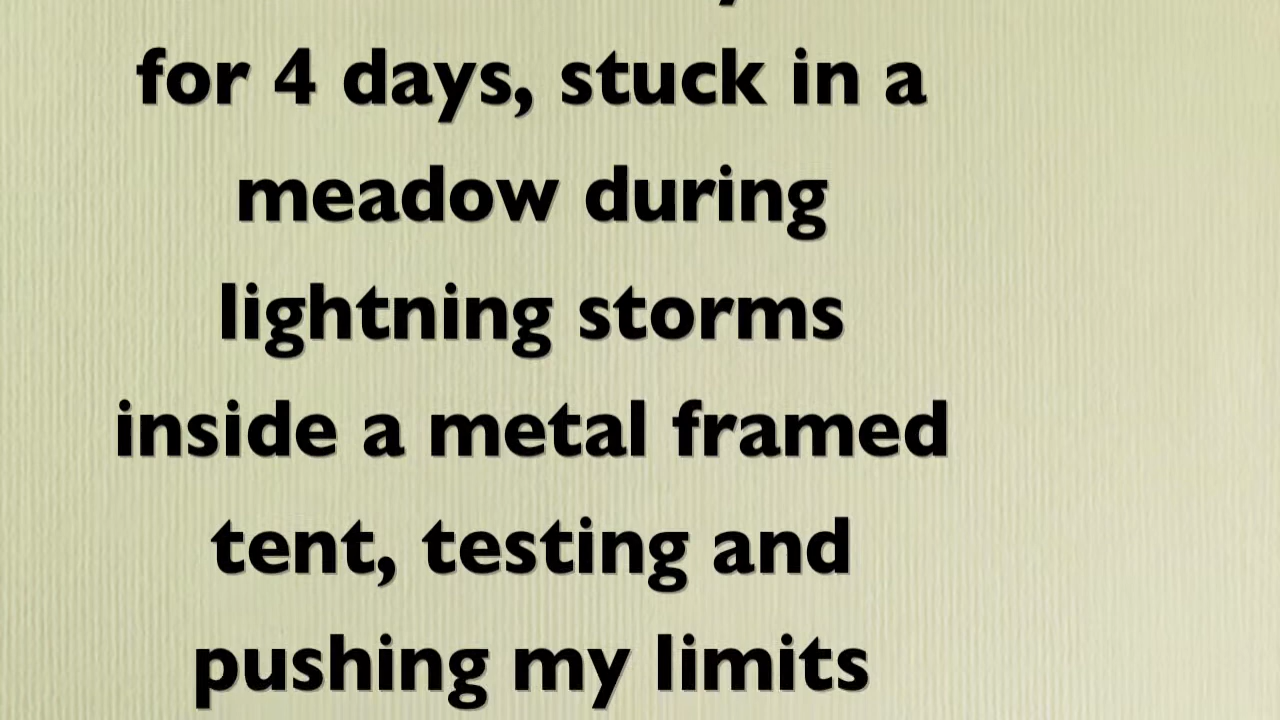 for 4 days, stuck in a
meadow during
lightning storms
inside a metal framed
tent, testing and
pushing my limits